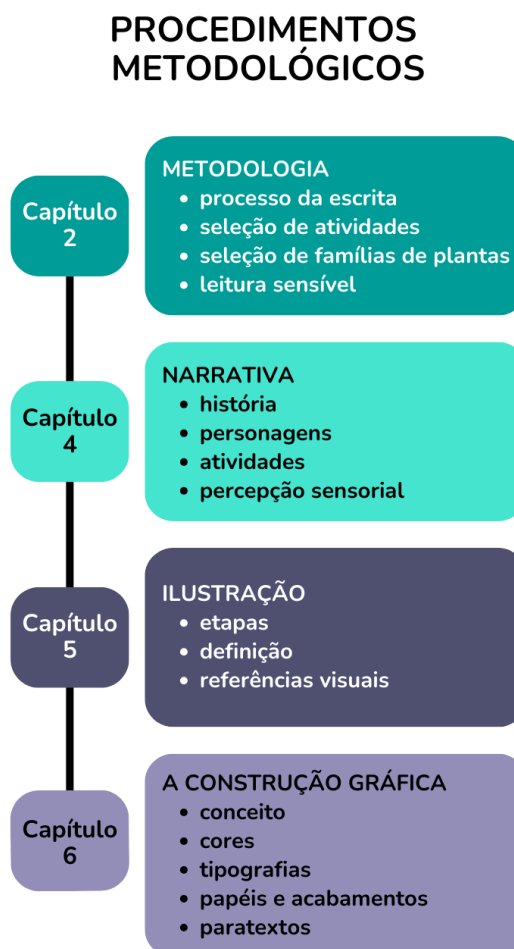 PROCEDIMENTOS
METODOLÓGICOS
Capítulo
2
METODOLOGIA
• processo da escrita
• seleção de atividades
• seleção de famílias de plantas
• leitura sensível
Capítulo
4
NARRATIVA
• história
• personagens
• atividades
• percepção sensorial
Capítulo
5
ILUSTRAÇÃO
• etapas
• definição
• referências visuais
Capítulo
6
A CONSTRUÇÃO GRÁFICA
• conceito
• cores
• tipografias
• papéis e acabamentos
• paratextos